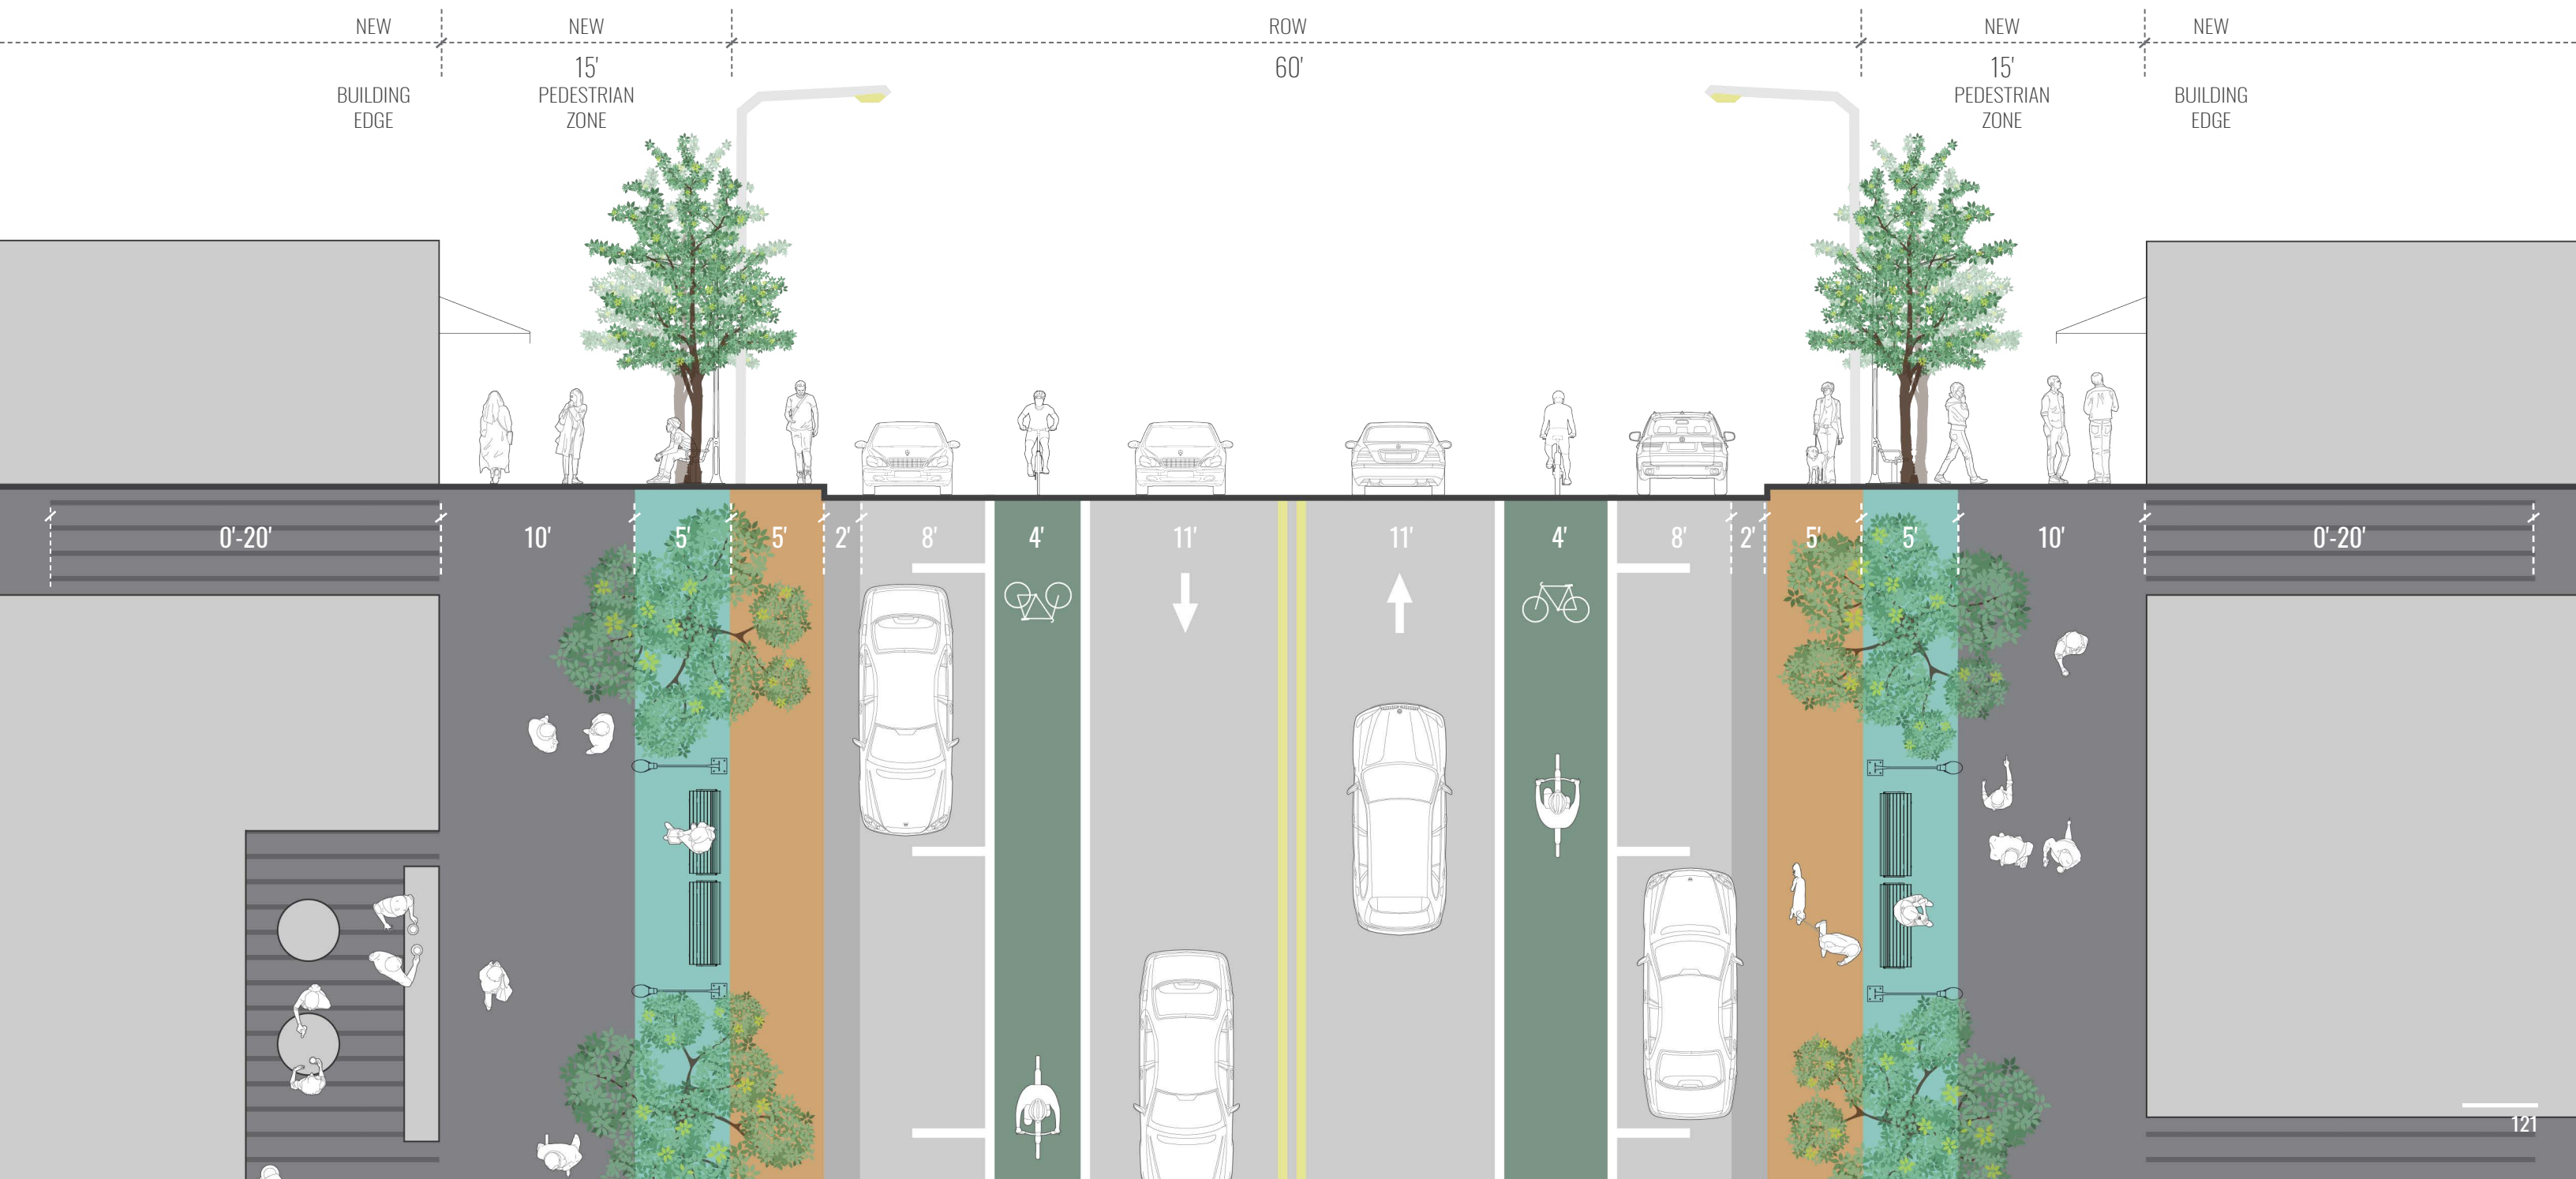 NEW
NEW
ROW
NEW
NEW
15'
60'
15'
BUILDING
EDGE
PEDESTRIAN
ZONE
PEDESTRIAN
ZONE
BUILDING
EDGE
0'-20'
10'
5'
5'
2'
8'
4'
11'
11'
4'
8'
2'
5'
5'
10'
0'-20'
121